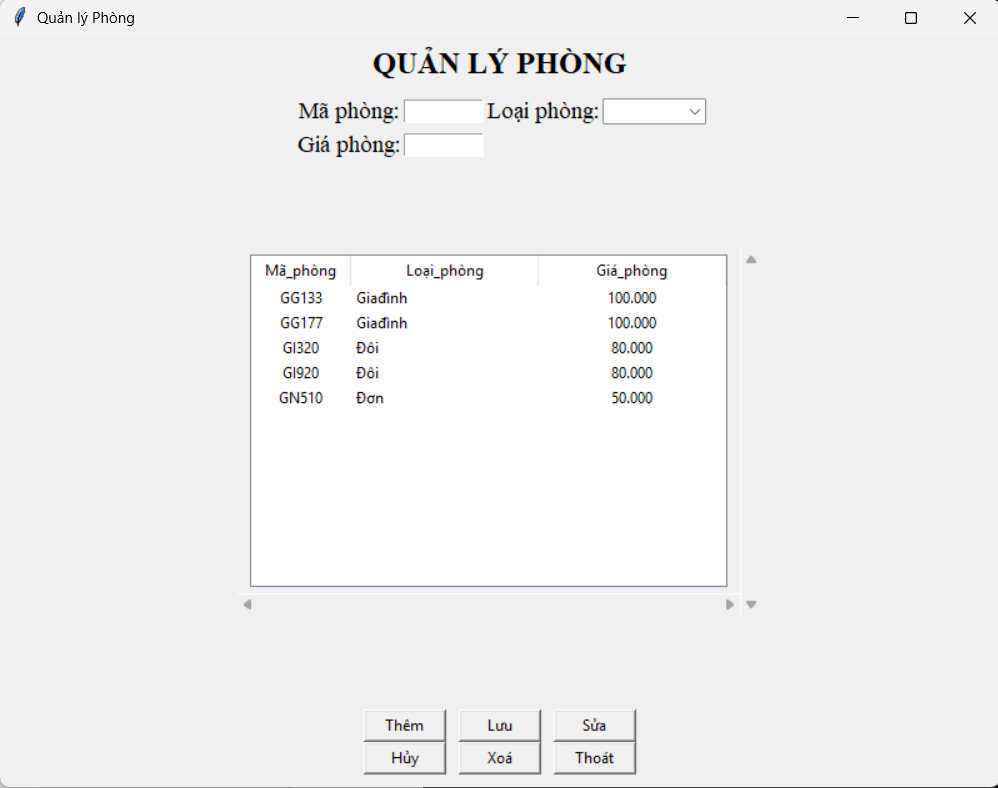 Quản lý Phòng
QUẢN LÝ PHÒNG
Mã phòng: Loại phòng:
Giá phòng:
Mã_phòng Loại_phòng Giá_phòng
GG133 Giađình 100.000
GG177 Giađình 100.000
GI320 Đôi 80.000
GI920 Đôi 80.000
GN510 Đơn 50.000
Thêm Lưu Sửa
Hủy Xoá Thoát